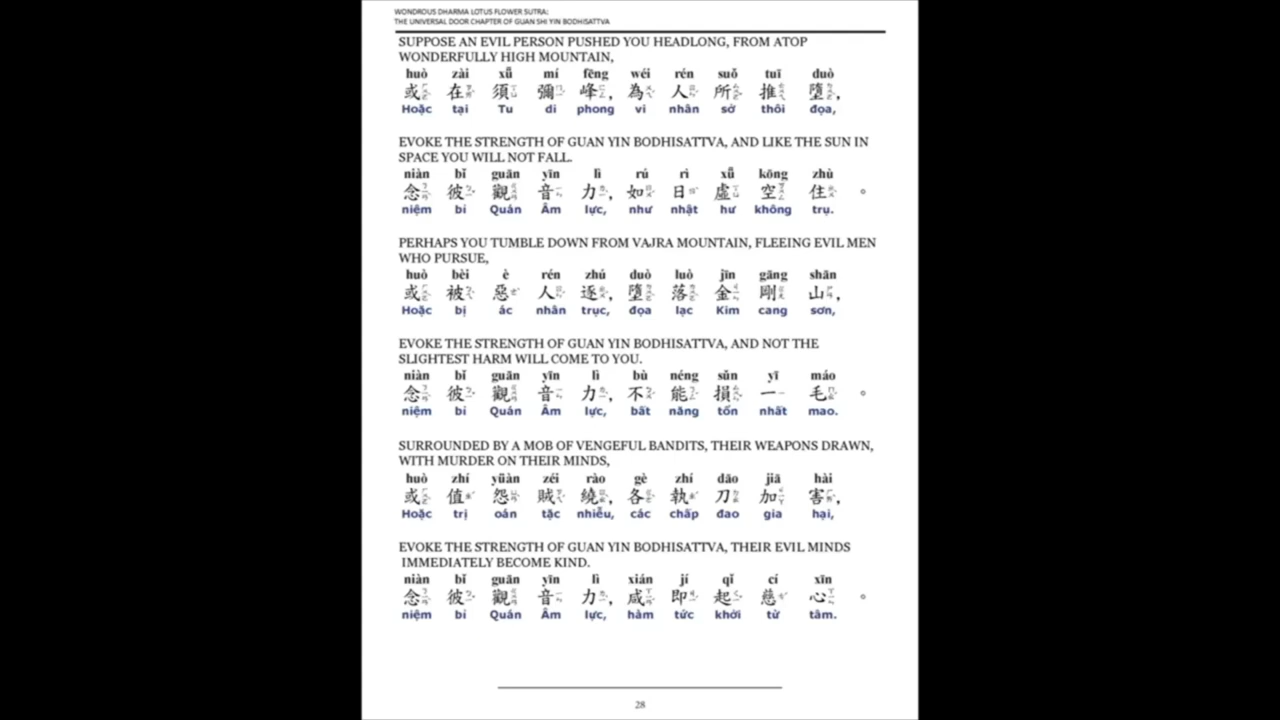 WONDROUS DHARMA LOTUS FLOWER SUTRA:
THE UNIVERSAL DOOR CHAPTER OF GUAN SHI YIN BODHISATTVA
SUPPOSE AN EVIL PERSON PUSHED YOU HEADLONG, FROM ATOP
WONDERFULLY HIGH MOUNTAIN,
huò zài xū mí fēng wéi rén suǒ tuī duò
或 在 須 彌 峰, 為 人 所 推 墮,
Hoặc tại Tu di phong vi nhân sở thôi đọa,
EVOKE THE STRENGTH OF GUAN YIN BODHISATTVA, AND LIKE THE SUN IN
SPACE YOU WILL NOT FALL.
niàn bǐ guān yīn lì rú rì xū kōng zhù
念 彼 觀 音 力, 如 日 虛 空 住 。
niệm bỉ Quán Âm lực, như nhật hư không trụ.
PERHAPS YOU TUMBLE DOWN FROM VAJRA MOUNTAIN, FLEEING EVIL MEN
WHO PURSUE,
huò bèi è rén zhú duò luò jīn gāng shān
或 被 惡 人 逐, 墮 落 金 剛 山,
Hoặc bị ác nhân trục, đọa lạc Kim cang sơn,
EVOKE THE STRENGTH OF GUAN YIN BODHISATTVA, AND NOT THE
SLIGHTEST HARM WILL COME TO YOU.
niàn bǐ guān yīn lì bù néng sǔn yī máo
念 彼 觀 音 力, 不 能 損 一 毛 。
niệm bỉ Quán Âm lực, bất năng tổn nhất mao.
SURROUNDED BY A MOB OF VENGEFUL BANDITS, THEIR WEAPONS DRAWN,
WITH MURDER ON THEIR MINDS,
huò zhí yüàn zéi rào gè zhí dāo jiā hài
或 值 怨 賊 繞, 各 執 刀 加 害,
Hoặc trị oán tặc nhiễu, các chấp đao gia hại,
EVOKE THE STRENGTH OF GUAN YIN BODHISATTVA, THEIR EVIL MINDS
IMMEDIATELY BECOME KIND.
niàn bǐ guān yīn lì xián jí qǐ cí xīn
念 彼 觀 音 力, 咸 即 起 慈 心 。
niệm bỉ Quán Âm lực, hàm tức khởi từ tâm.
28